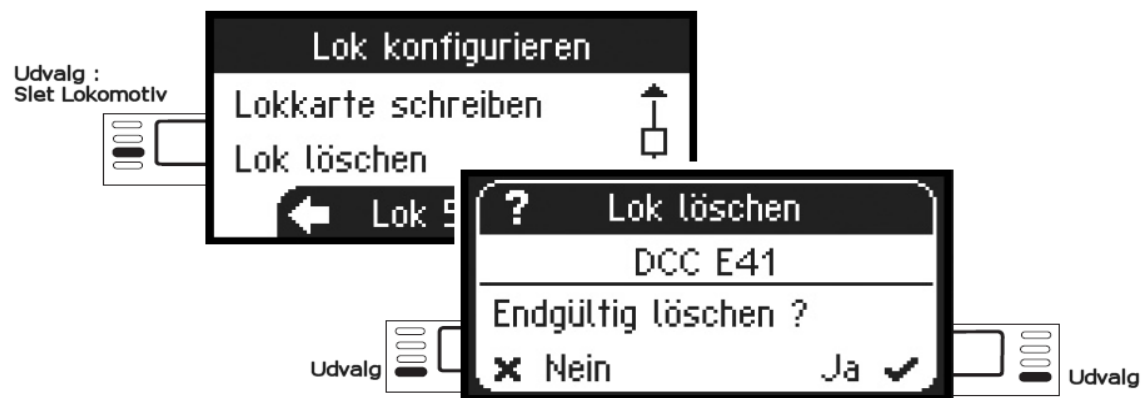 Lok konfigurieren
Udvalg :
Slet Lokomotiv
Lokkarte schreiben
Lok löschen
Lok
? Lok löschen
DCC E41
Endgültig löschen ?
Udvalg
Nein Ja
Udvalg